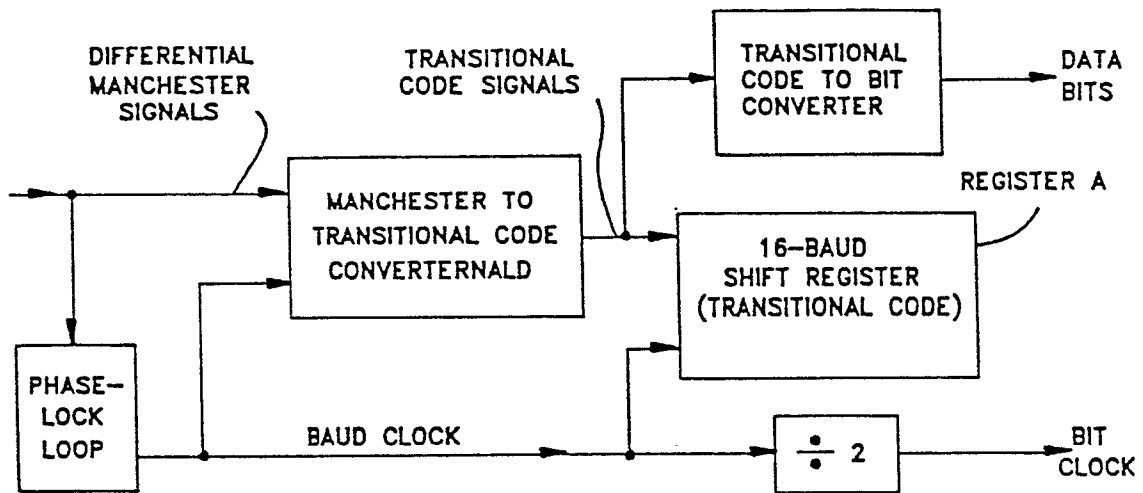 DIFFERENTIAL
MANCHESTER
SIGNALS
TRANSITIONAL
CODE SIGNALS
TRANSITIONAL
CODE TO BIT
CONVERTER
DATA
BITS
MANCHESTER TO
TRANSITIONAL CODE
CONVERTERNALD
REGISTER A
16-BAUD
SHIFT REGISTER
(TRANSITIONAL CODE)
PHASE-
LOCK
LOOP
BAUD CLOCK
÷ 2
BIT
CLOCK